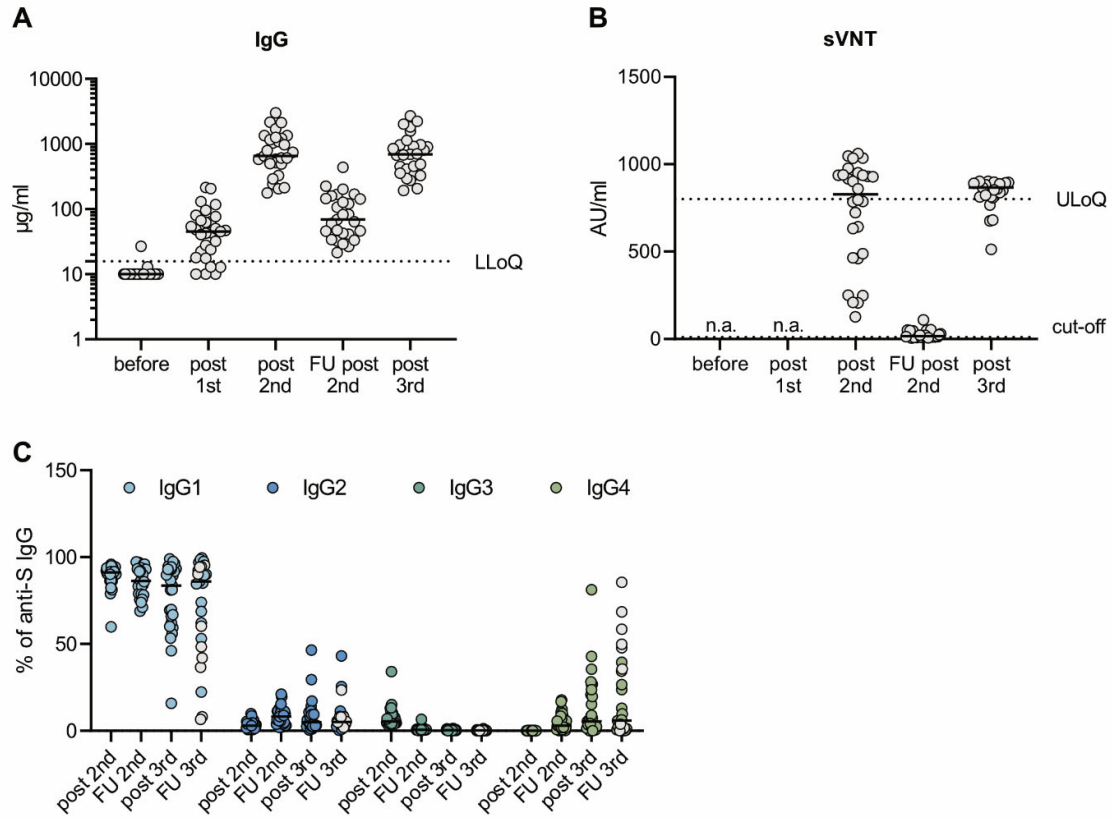 A
IgG
µg/ml
10000
1000
100
10
1
LLoQ
before
post 1st
post 2nd
FU post 2nd
post 3rd
B
sVNT
AU/ml
1500
1000
500
0
ULoQ
cut-off
n.a.
n.a.
before
post 1st
post 2nd
FU post 2nd
post 3rd
C
IgG1
IgG2
IgG3
IgG4
% of anti-S IgG
150
100
50
0
post 2nd
FU 2nd
post 3rd
FU 3rd
post 2nd
FU 2nd
post 3rd
FU 3rd
post 2nd
FU 2nd
post 3rd
FU 3rd
post 2nd
FU 2nd
post 3rd
FU 3rd